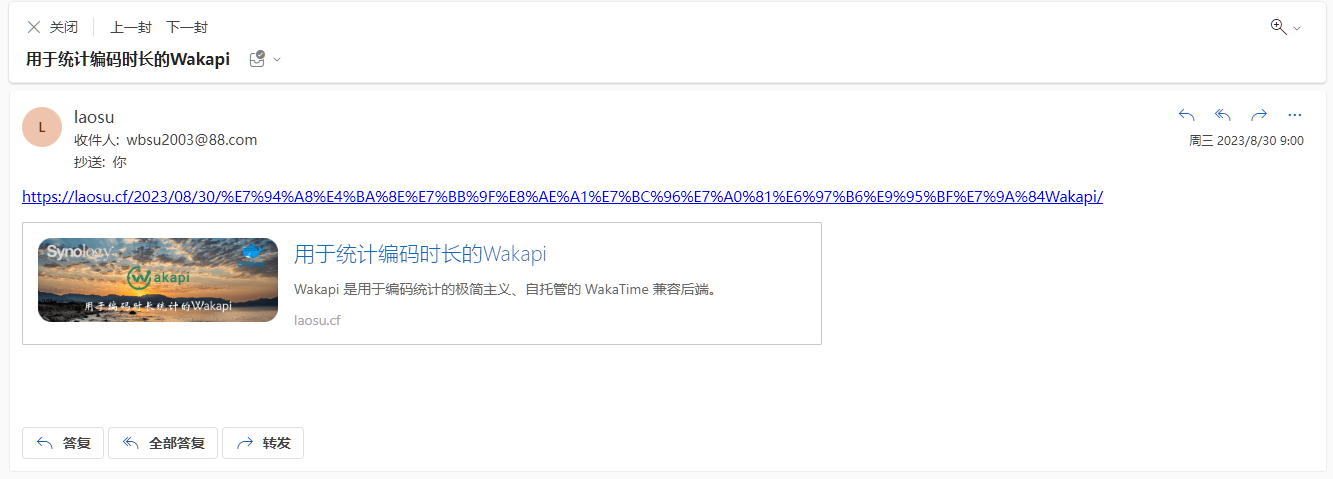 关闭 上一封 下一封
用于统计编码时长的Wakapi
L
laosu
收件人: wbsu2003@88.com
抄送: 你
周三 2023/8/30 9:00
https://laosu.cf/2023/08/30/%E7%94%A8%E4%BA%8E%E7%BB%9F%E8%AE%A1%E7%BC%96%E7%A0%81%E6%97%B6%E9%95%BF%E7%9A%84Wakapi/
Synology
Wakapi
用于编码时长统计的Wakapi
用于统计编码时长的Wakapi
Wakapi 是用于编码统计的极简主义、自托管的 WakaTime 兼容后端。
laosu.cf
答复 全部答复 转发